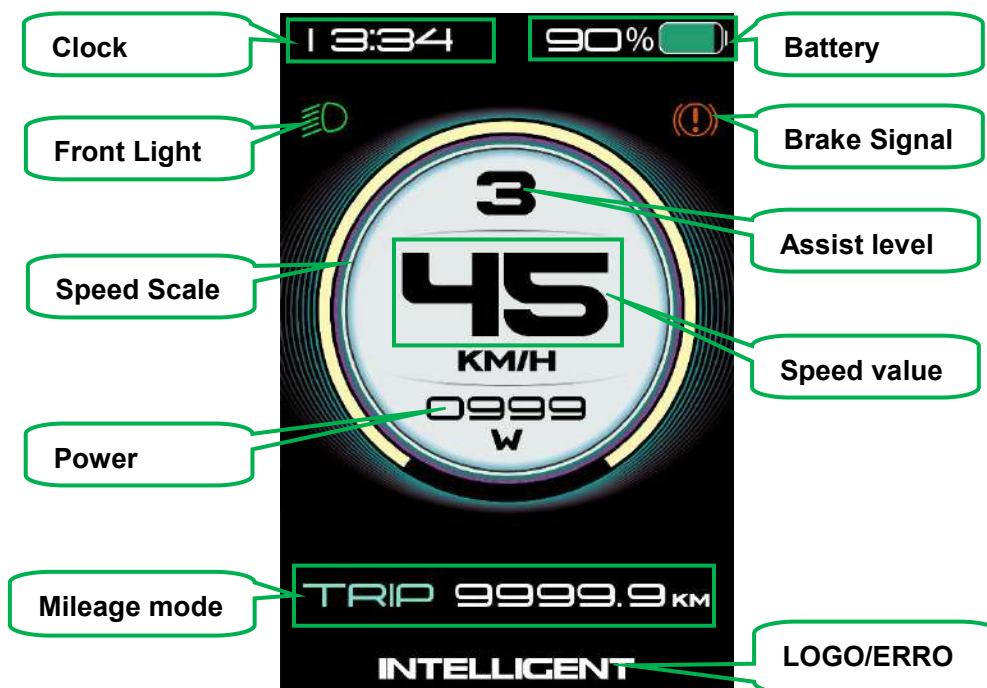 Clock
13:34
90%
Battery
Front Light
Brake Signal
3
Assist level
Speed Scale
45
KM/H
Speed value
0999
W
Power
Mileage mode
TRIP 9999.9 KM
INTELLIGENT
LOGO/ERRO